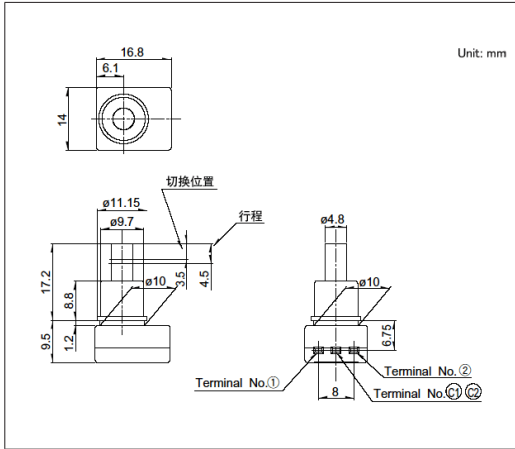 16.8
Unit: mm
6.1
14
切换位置
ø11.15
行程
ø9.7
ø4.8
17.2
8.8
3.5
4.5
ø10
ø10
9.5
1.2
6.75
Terminal No.①
Terminal No.②
8
Terminal No.C1 C2